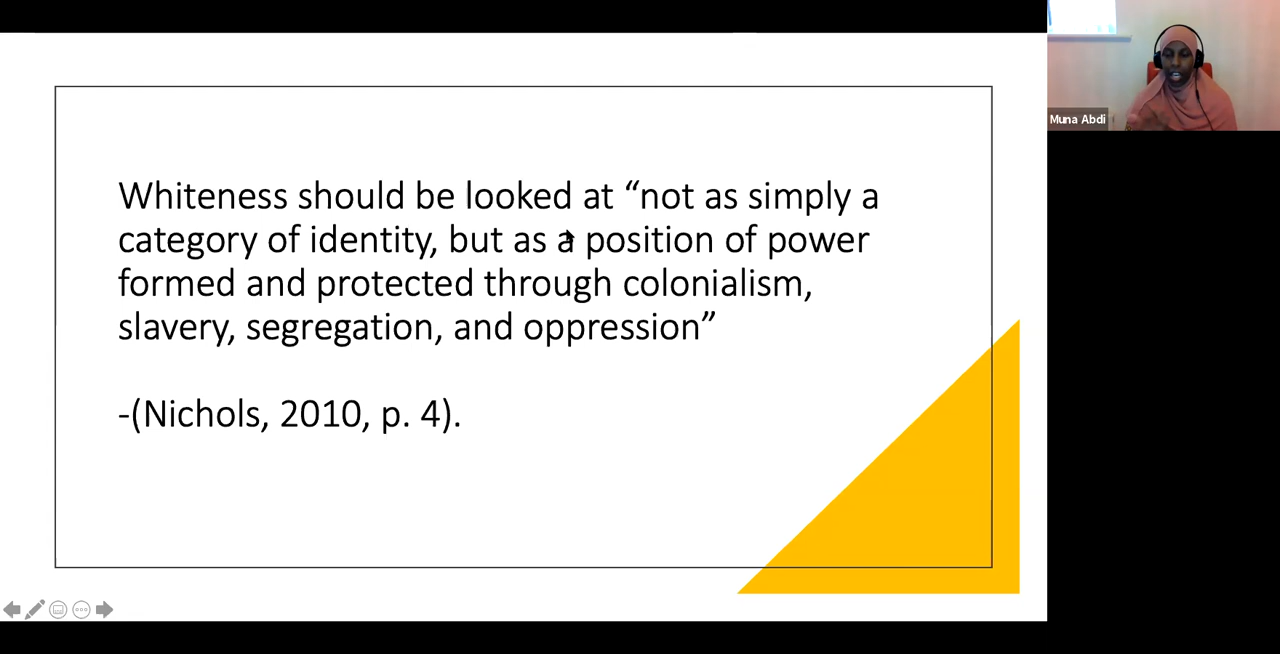 Whiteness should be looked at “not as simply a
category of identity, but as a position of power
formed and protected through colonialism,
slavery, segregation, and oppression”
-(Nichols, 2010, p. 4).
Muna Abdi